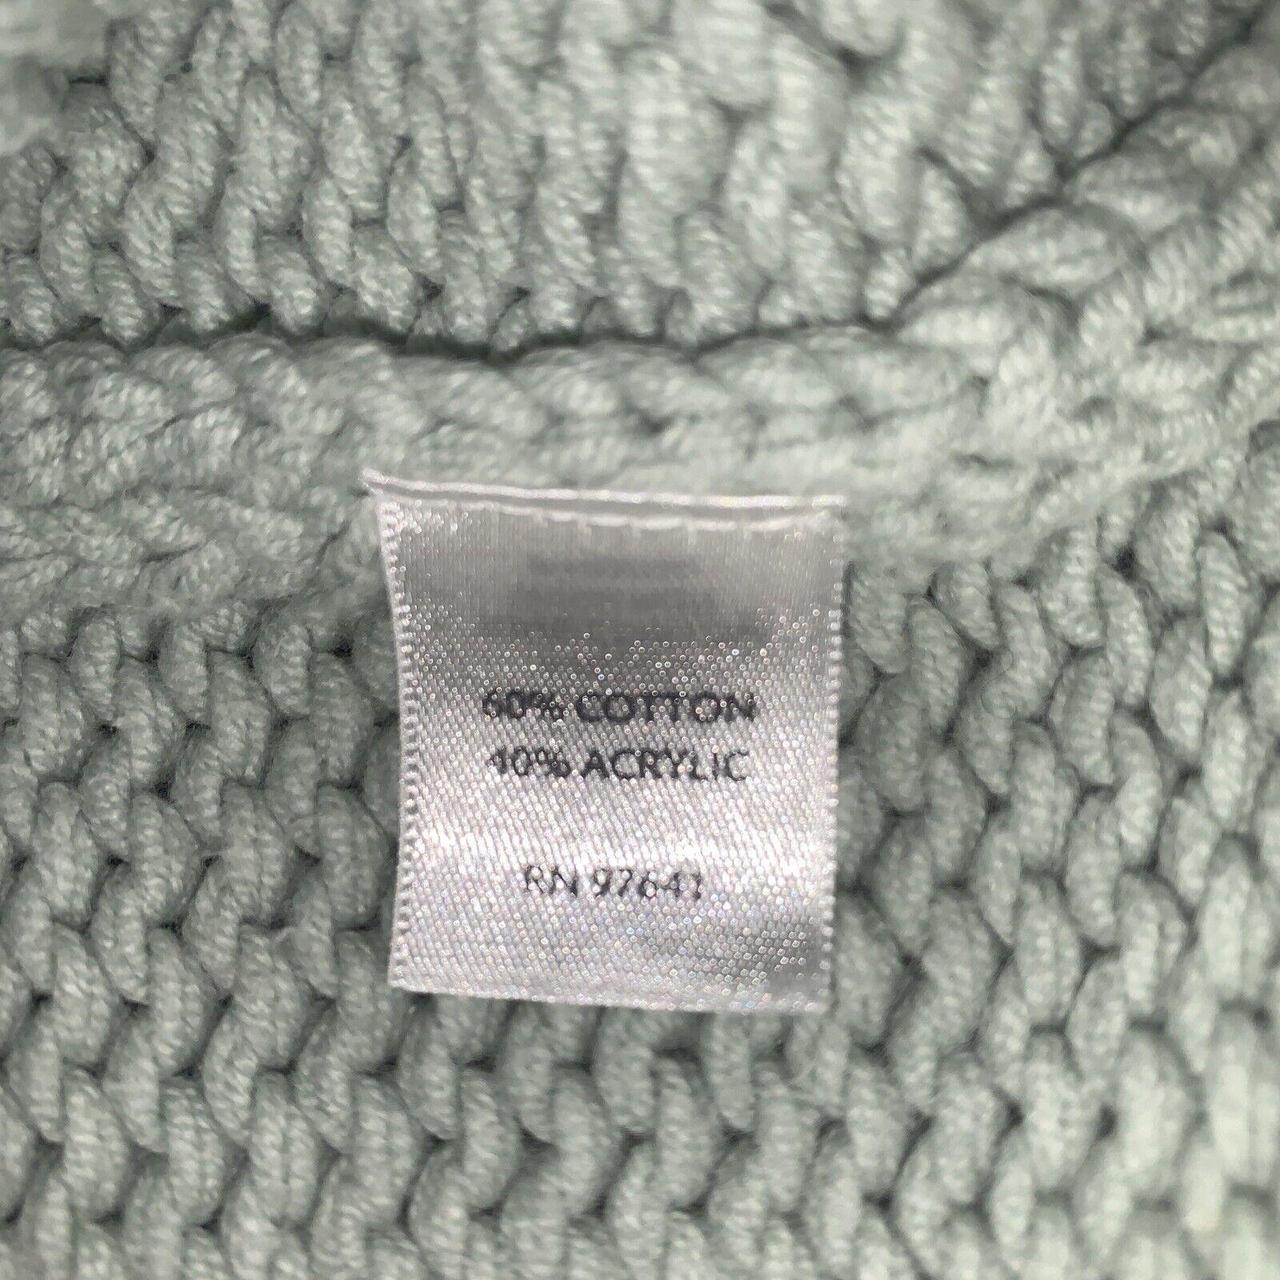 60% COTTON
40% ACRYLIC
RN 97641